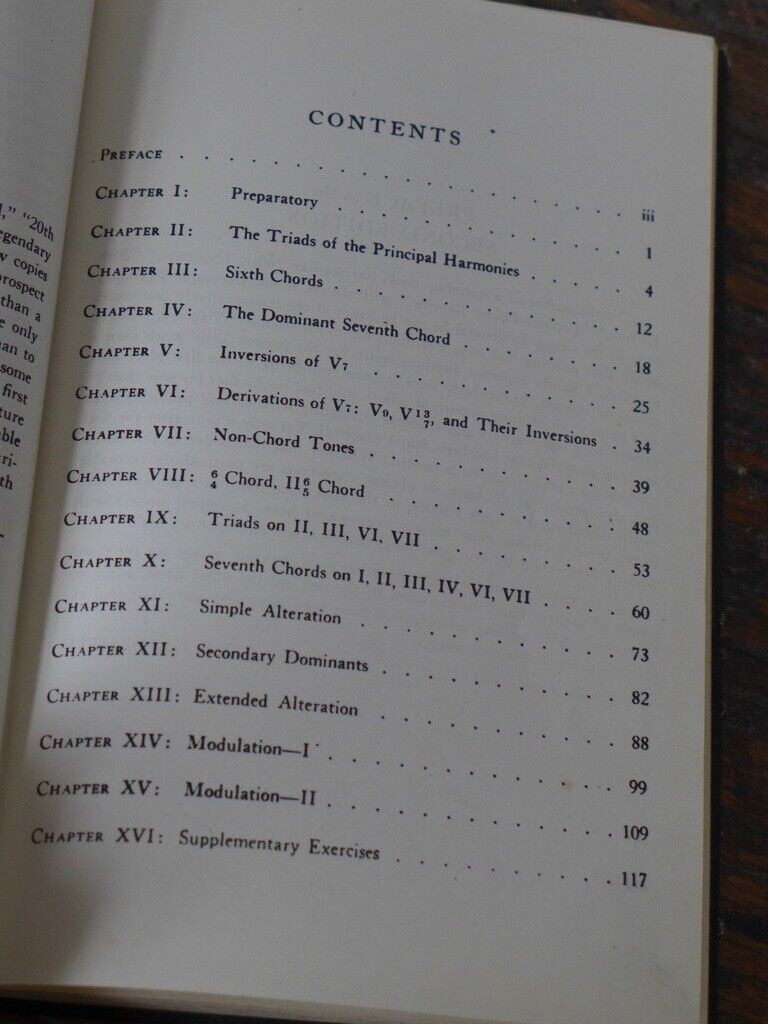 l," "20th
egendary
w copies
prospect
than a
e only
an to
some
first
ture
ble
ri-
th
CONTENTS
PREFACE . . . . . . . . . . . . . . . . . iii
CHAPTER I: Preparatory . . . . . . . . . . . . 1
CHAPTER II: The Triads of the Principal Harmonies . . . . . 4
CHAPTER III: Sixth Chords . . . . . . . . . . . . 12
CHAPTER IV: The Dominant Seventh Chord . . . . . . . 18
CHAPTER V: Inversions of V7 . . . . . . . . . . 25
CHAPTER VI: Derivations of V7: V9, V13/7, and Their Inversions . 34
CHAPTER VII: Non-Chord Tones . . . . . . . . . . 39
CHAPTER VIII: 6/4 Chord, II6/5 Chord . . . . . . . . . . 48
CHAPTER IX: Triads on II, III, VI, VII . . . . . . . . 53
CHAPTER X: Seventh Chords on I, II, III, IV, VI, VII . . . . 60
CHAPTER XI: Simple Alteration . . . . . . . . . . . 73
CHAPTER XII: Secondary Dominants . . . . . . . . . . 82
CHAPTER XIII: Extended Alteration . . . . . . . . . . 88
CHAPTER XIV: Modulation—I . . . . . . . . . . . . 99
CHAPTER XV: Modulation—II . . . . . . . . . . . . 109
CHAPTER XVI: Supplementary Exercises . . . . . . . . . 117